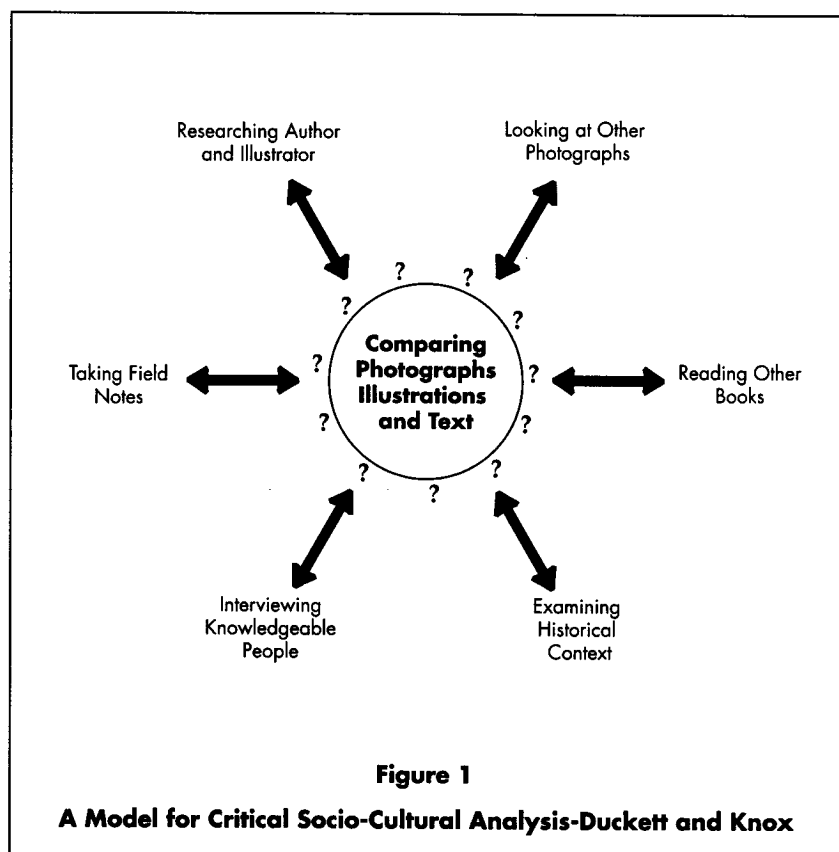 Researching Author
and Illustrator
Looking at Other
Photographs
? ? ? ? ? ? ? ? ? ? ?
Comparing
Photographs
Illustrations
and Text
Taking Field
Notes
Reading Other
Books
Interviewing
Knowledgeable
People
Examining
Historical
Context
Figure 1
A Model for Critical Socio-Cultural Analysis-Duckett and Knox